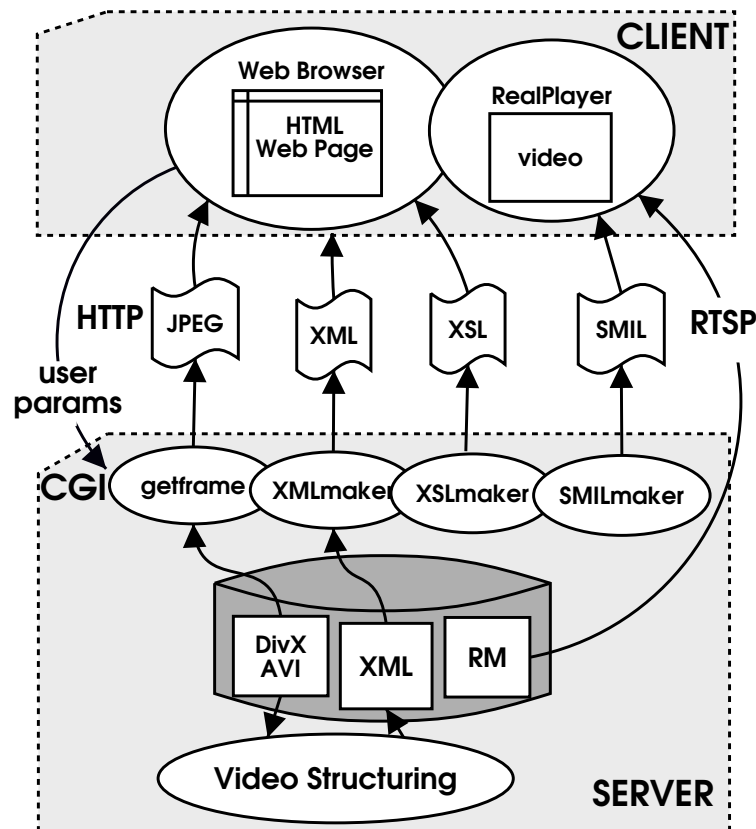 CLIENT
Web Browser
HTML
Web Page
RealPlayer
video
HTTP
JPEG
XML
XSL
SMIL
RTSP
user
params
CGI
getframe
XMLmaker
XSLmaker
SMILmaker
DivX
AVI
XML
RM
Video Structuring
SERVER